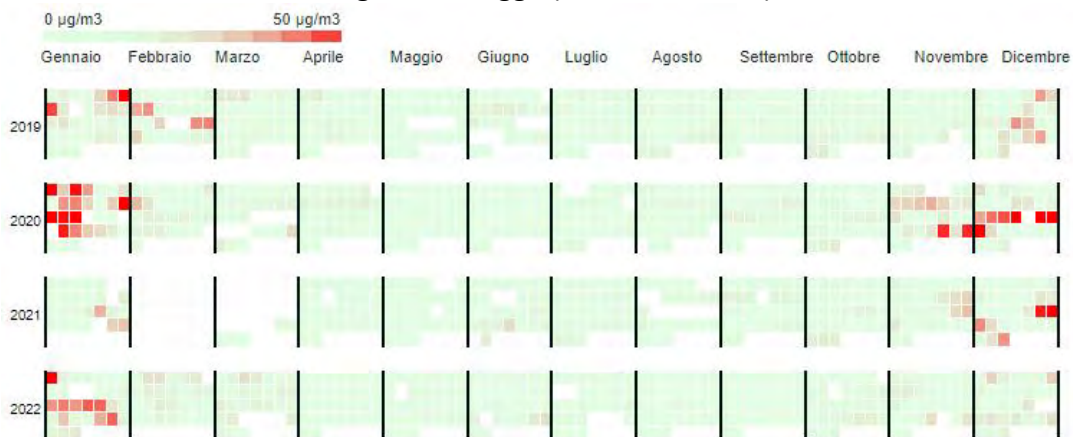 0 µg/m3 50 µg/m3
Gennaio Febbraio Marzo Aprile Maggio Giugno Luglio Agosto Settembre Ottobre Novembre Dicembre
2019
2020
2021
2022